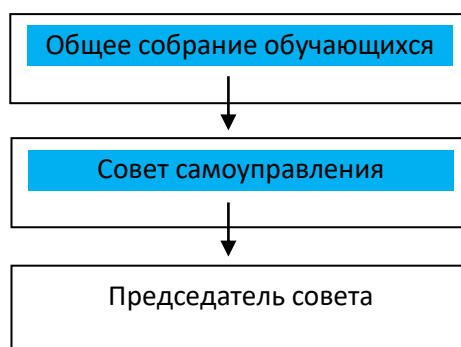 Общее собрание обучающихся
Совет самоуправления
Председатель совета